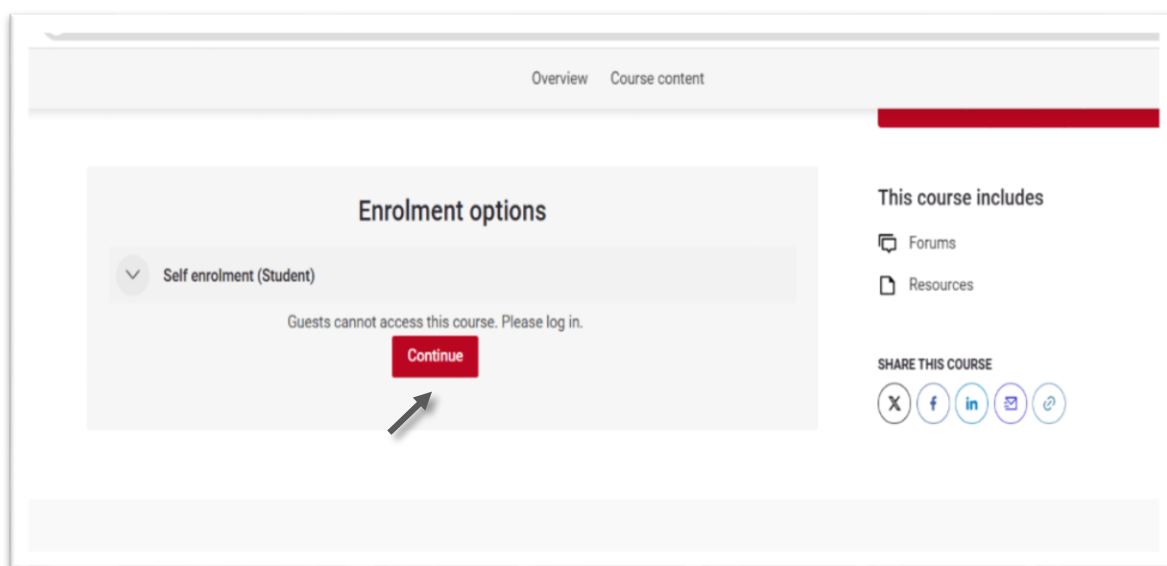 Overview Course content
Enrolment options
Self enrolment (Student)
Guests cannot access this course. Please log in.
Continue
This course includes
Forums
Resources
SHARE THIS COURSE
X f in